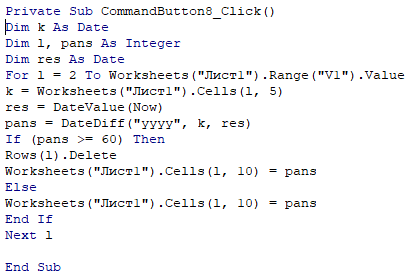 Private Sub CommandButton8_Click()
Dim k As Date
Dim l, pans As Integer
Dim res As Date
For l = 2 To Worksheets("Лист1").Range("V1").Value
k = Worksheets("Лист1").Cells(l, 5)
res = DateValue(Now)
pans = DateDiff("yyyy", k, res)
If (pans >= 60) Then
Rows(l).Delete
Worksheets("Лист1").Cells(l, 10) = pans
Else
Worksheets("Лист1").Cells(l, 10) = pans
End If
Next l
End Sub